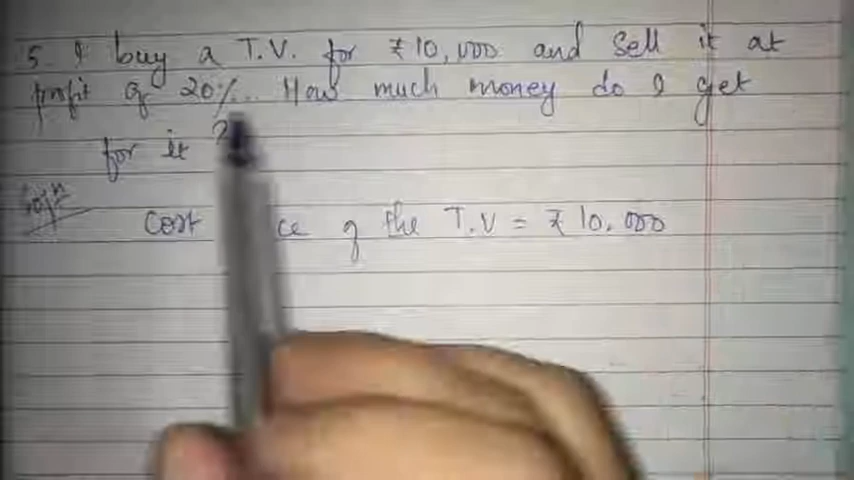 5. I buy a T.V. for ₹10,000 and sell it at
profit of 20%. How much money do I get
for it ?
Soln
Cost of the T.V = ₹10,000